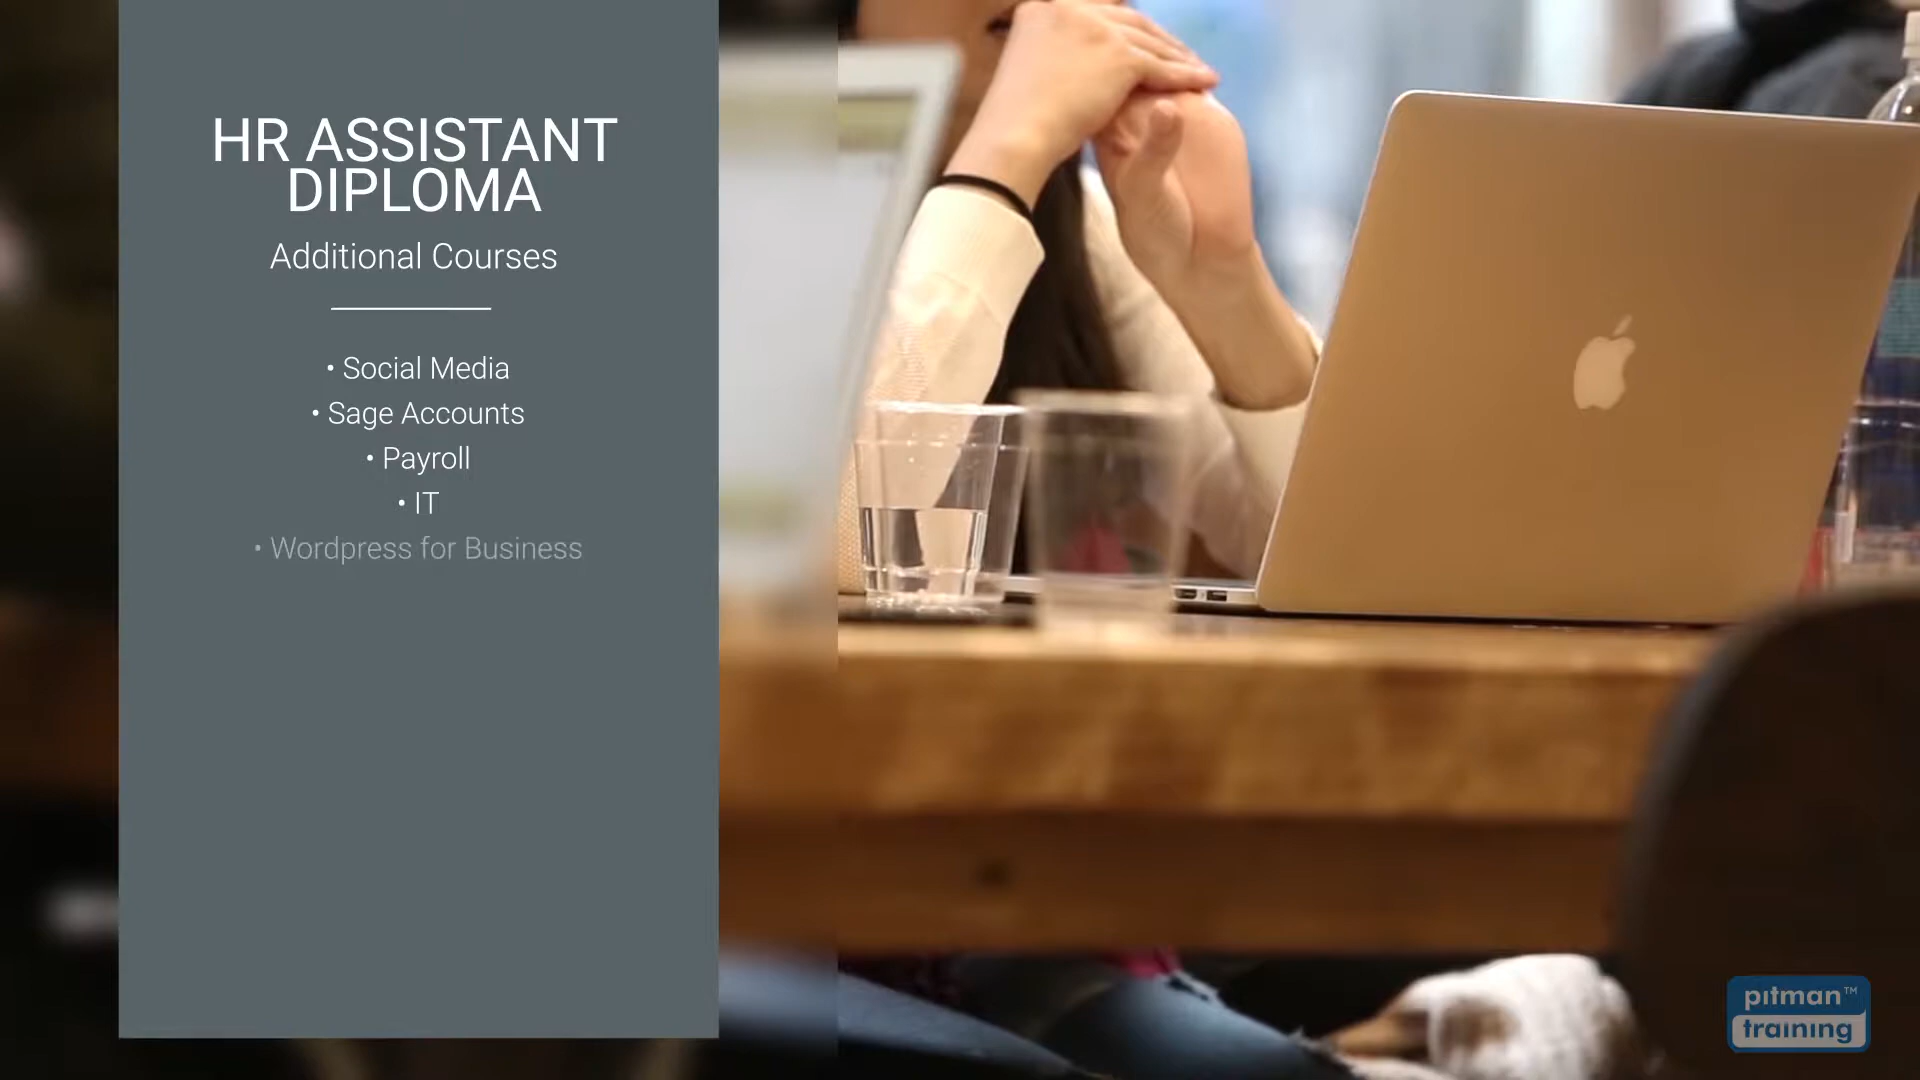 HR ASSISTANT
DIPLOMA
Additional Courses
• Social Media
• Sage Accounts
• Payroll
• IT
• Wordpress for Business
pitman™
training